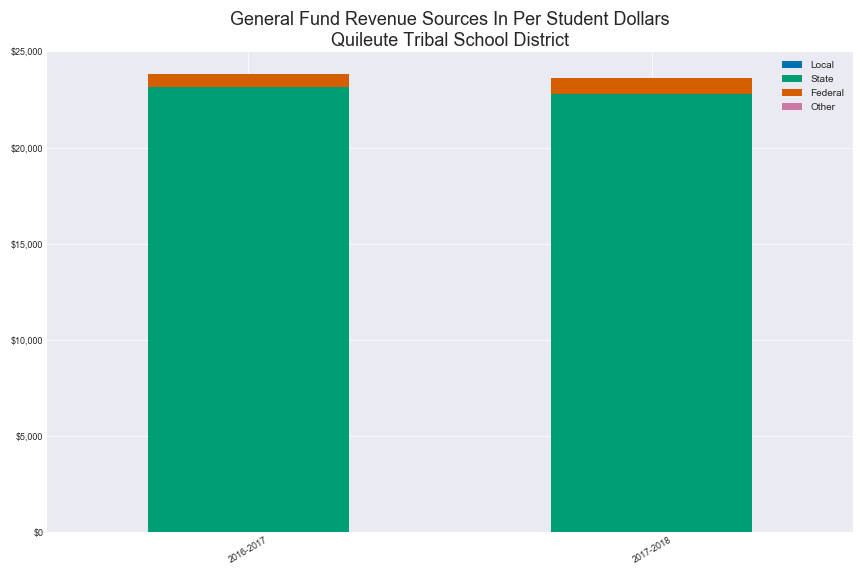 General Fund Revenue Sources In Per Student Dollars
Quileute Tribal School District
$25,000
$20,000
$15,000
$10,000
$5,000
$0
Local
State
Federal
Other
2016-2017
2017-2018